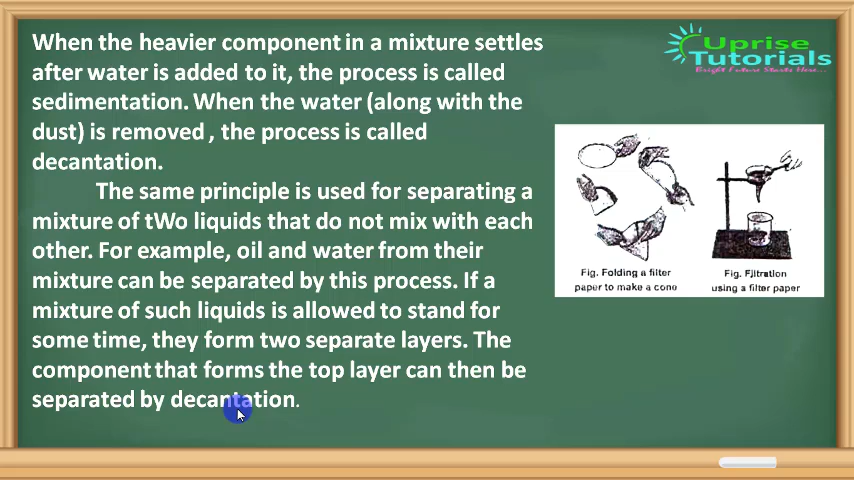 When the heavier component in a mixture settles
after water is added to it, the process is called
sedimentation. When the water (along with the
dust) is removed , the process is called
decantation.
The same principle is used for separating a
mixture of tWo liquids that do not mix with each
other. For example, oil and water from their
mixture can be separated by this process. If a
mixture of such liquids is allowed to stand for
some time, they form two separate layers. The
component that forms the top layer can then be
separated by decantation.
Uprise
Tutorials
Bright Future Starts Here...
Fig. Folding a filter
paper to make a cone
Fig. Filtration
using a filter paper